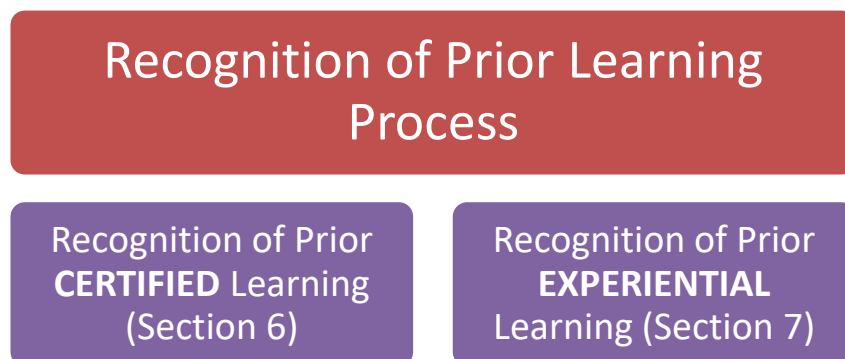 Recognition of Prior Learning
Process
Recognition of Prior
CERTIFIED Learning
(Section 6)
Recognition of Prior
EXPERIENTIAL
Learning (Section 7)